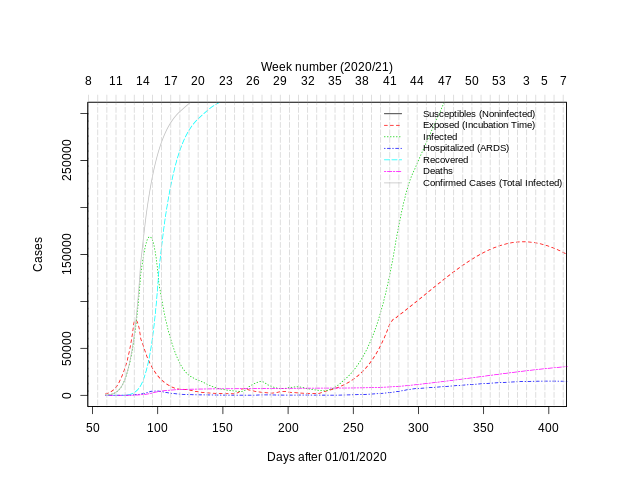 Week number (2020/21)
8 11 14 17 20 23 26 29 32 35 38 41 44 47 50 53 3 5 7
Susceptibles (Noninfected)
Exposed (Incubation Time)
Infected
Hospitalized (ARDS)
Recovered
Deaths
Confirmed Cases (Total Infected)
Cases
250000
150000
50000
0
50 100 150 200 250 300 350 400
Days after 01/01/2020